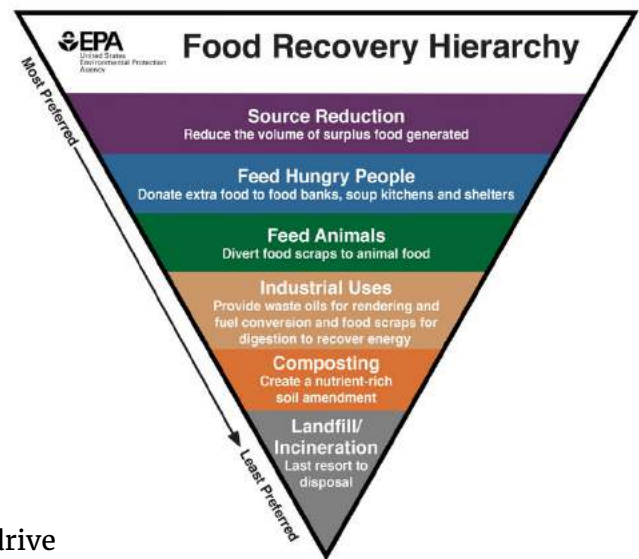 EPA
United States
Environmental Protection
Agency
Food Recovery Hierarchy
Most Preferred
Source Reduction
Reduce the volume of surplus food generated
Feed Hungry People
Donate extra food to food banks, soup kitchens and shelters
Feed Animals
Divert food scraps to animal food
Industrial Uses
Provide waste oils for rendering and
fuel conversion and food scraps for
digestion to recover energy
Composting
Create a nutrient-rich
soil amendment
Landfill/
Incineration
Last resort to
disposal
Least Preferred
drive